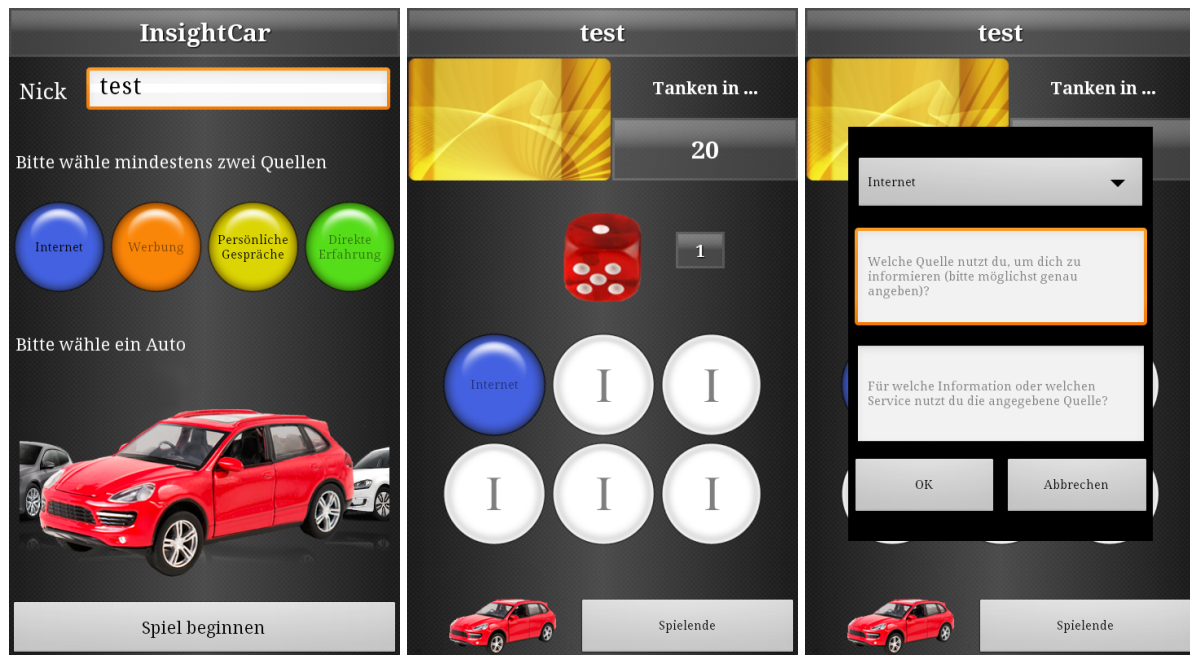 InsightCar
Nick
test
Bitte wähle mindestens zwei Quellen
Internet
Werbung
Persönliche
Gespräche
Direkte
Erfahrung
Bitte wähle ein Auto
Spiel beginnen
test
Tanken in ...
20
1
Internet
I
I
I
I
I
Spielende
test
Tanken in ...
Internet
Welche Quelle nutzt du, um dich zu
informieren (bitte möglichst genau
angeben)?
Für welche Information oder welchen
Service nutzt du die angegebene Quelle?
OK
Abbrechen
Spielende